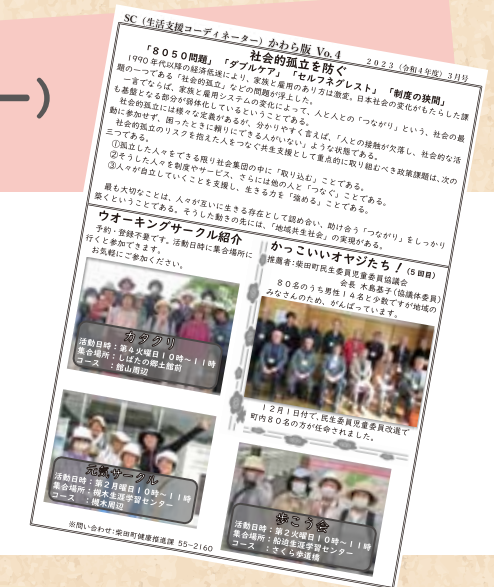 SC（生活支援コーディネーター）かわら版 Vo.4
2023（令和4年度）3月号
社会的孤立を防ぐ
「8050問題」「ダブルケア」「セルフネグレスト」「制度の狭間」
1990年代以降の経済低迷により、家族と雇用のあり方は激変。日本社会の変化がもたらした課
題の一つである「社会的孤立」などの問題が浮上した。
一言でならば、家族と雇用システムの変化によって、人と人との「つながり」という、社会の最
も基盤となる部分が弱体化しているということである。
社会的孤立には様々な定義があるが、分かりやすく言えば、「人との接触が欠落し、社会的な活
動に参加せず、困ったときに頼りにできる人がいない」ような状態である。
社会的孤立のリスクを抱えた人をつなぐ共生支援として重点的に取り組むべき政策課題は、次の
三つである。
①孤立した人々をできる限り社会集団の中に「取り込む」ことである。
②そうした人々を制度やサービス、さらには他の人と「つなぐ」ことである。
③人々が自立していくことを支援し、生きる力を「強める」ことである。
最も大切なことは、人々が互いに生きる存在として認め合い、助け合う「つながり」をしっかり
築くということである。そうした動きの先には、「地域共生社会」の実現がある。
ウオーキングサークル紹介
予約・登録不要です。活動日時に集合場所に
行くと参加できます。
お気軽にご参加ください。
カタクリ
活動日時：第4火曜日10時～11時
集合場所：しばたの郷土館前
コース　：館山周辺
元気サークル
活動日時：第2月曜日10時～11時
集合場所：槻木生涯学習センター
コース　：槻木周辺
※問い合わせ：柴田町健康推進課 55-2160
かっこいいオヤジたち！（5回目）
推薦者：柴田町民生委員児童委員協議会
会長 木島基子(協議体委員)
80名のうち男性14名と少数ですが地域の
みなさんのため、がんばっています。
12月1日付で、民生委員児童委員改選で
町内80名の方が任命されました。
歩こう会
活動日時：第2火曜日10時～11時
集合場所：船迫生涯学習センター
コース　：さくら歩道橋